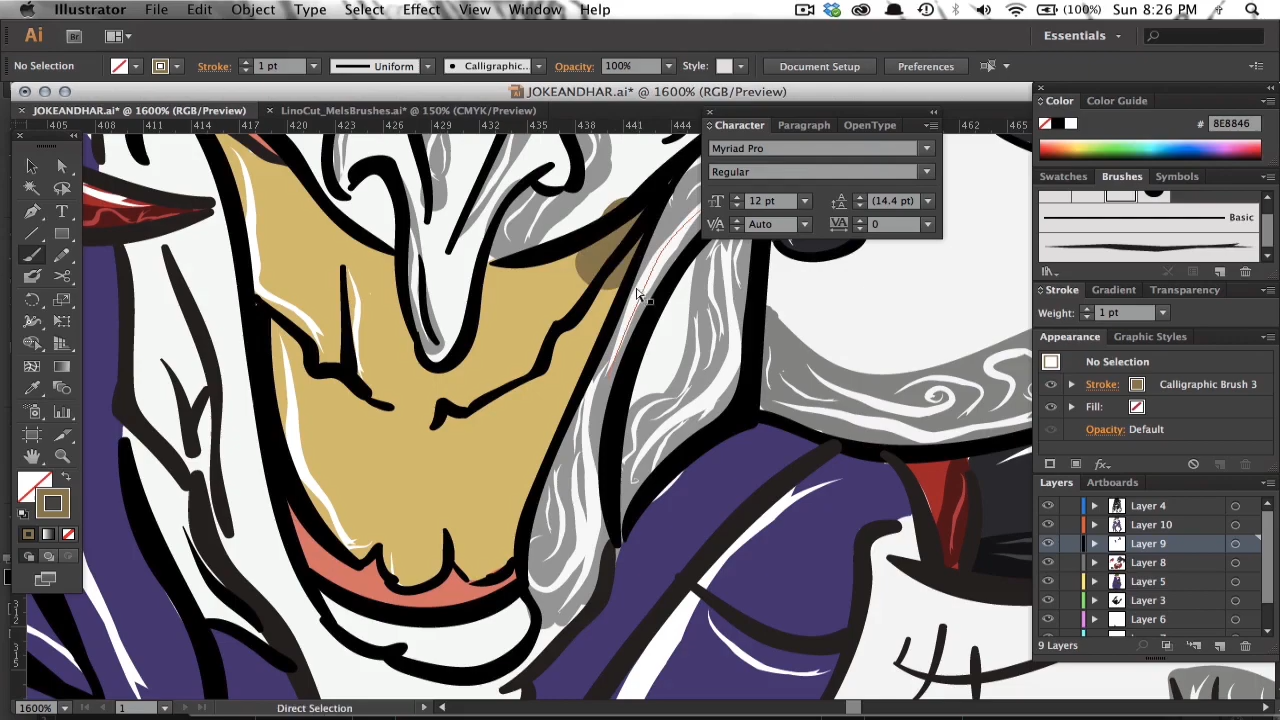 Illustrator File Edit Object Type Select Effect View Window Help (100%) Sun 8:26 PM
Ai Br Essentials
No Selection Stroke: 1 pt Uniform Calligraphic... Opacity: 100% Style: Document Setup Preferences
JOKEANDHAR.ai* @ 1600% (RGB/Preview)
JOKEANDHAR.ai* @ 1600% (RGB/Preview) LinoCut_MelsBrushes.ai* @ 150% (CMYK/Preview)
405 408 411 414 417 420 423 426 429 432 435 438 441 444 462 465
Character Paragraph OpenType
Myriad Pro
Regular
12 pt (14.4 pt)
Auto 0
Color Color Guide
# 8E8846
Swatches Brushes Symbols
Basic
Stroke Gradient Transparency
Weight: 1 pt
Appearance Graphic Styles
No Selection
Stroke: Calligraphic Brush 3
Fill:
Opacity: Default
Layers Artboards
Layer 4
Layer 10
Layer 9
Layer 8
Layer 5
Layer 3
Layer 6
9 Layers
1600% 1 Direct Selection